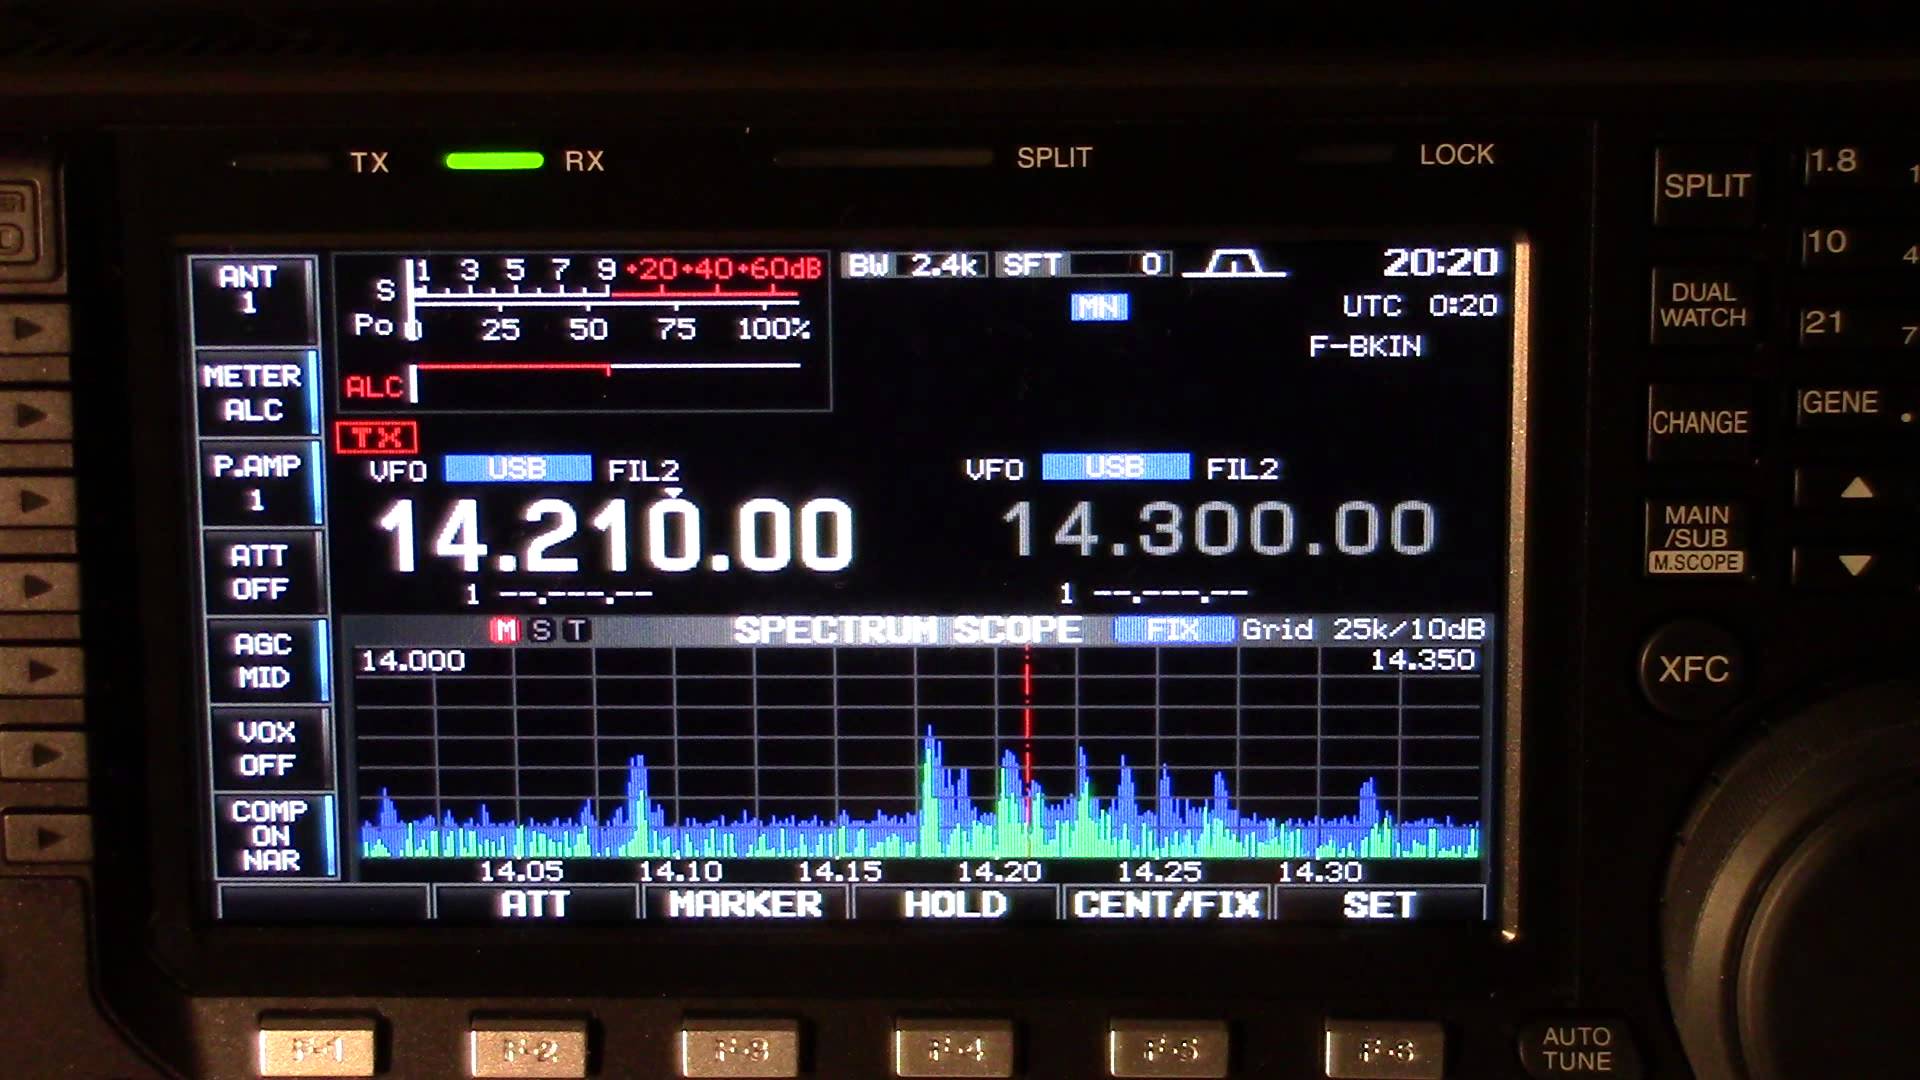 TX RX SPLIT LOCK
ANT
1
METER
ALC
P.AMP
1
ATT
OFF
AGC
MID
VOX
OFF
COMP
ON
NAR
S 1 3 5 7 9 +20+40+60dB
Po 0 25 50 75 100%
ALC
BW 2.4k SFT 0 20:20
MN UTC 0:20
F-BKIN
TX
VFO USB FIL2 VFO USB FIL2
14.210.00 14.300.00
1 --.---.-- 1 --.---.--
M S T SPECTRUM SCOPE FIX Grid 25k/10dB
14.000 14.350
14.05 14.10 14.15 14.20 14.25 14.30
ATT MARKER HOLD CENT/FIX SET
F-1 F-2 F-3 F-4 F-5 F-6
SPLIT
DUAL
WATCH
CHANGE
MAIN
/SUB
M.SCOPE
XFC
AUTO
TUNE
1.8 1
10 4
21 7
GENE .